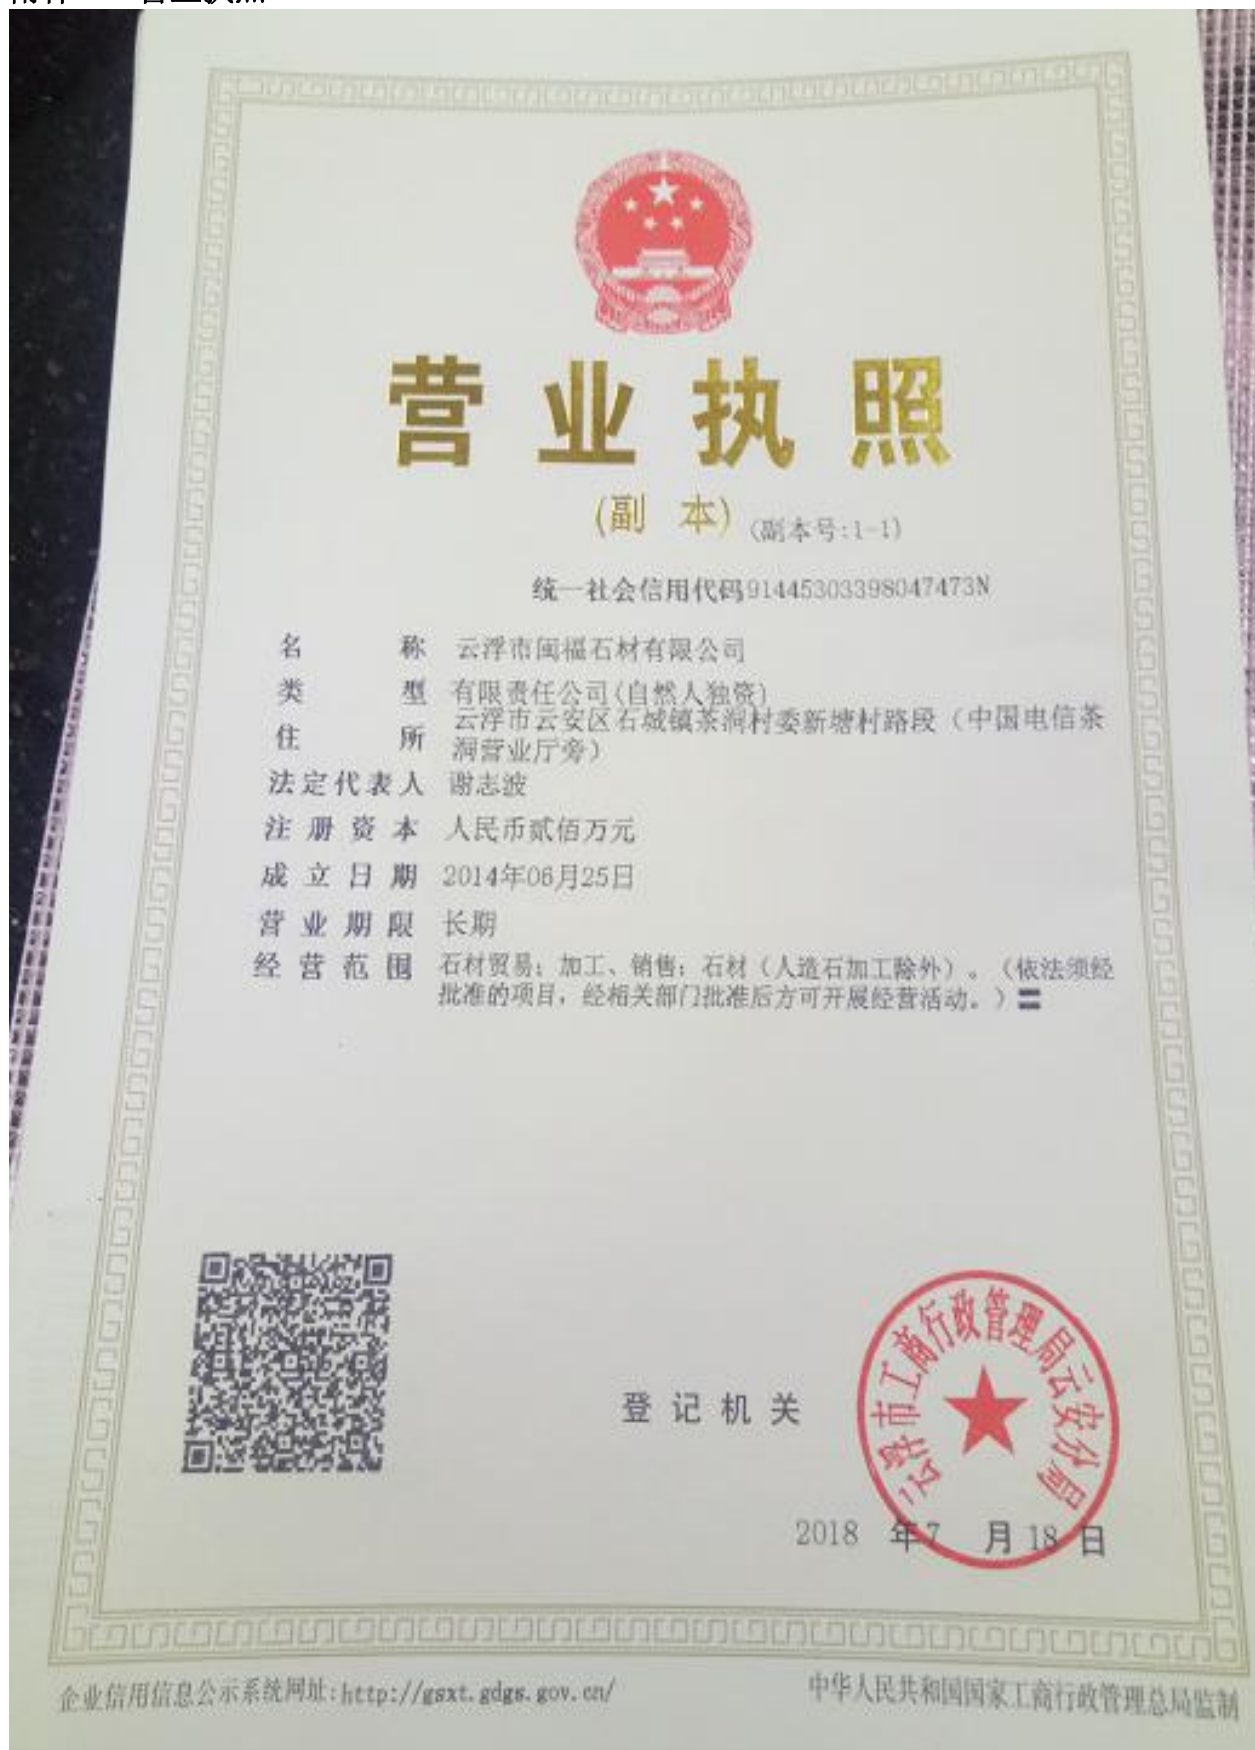 营业执照
(副 本) (副本号:1-1)
统一社会信用代码91445303398047473N
名 称 云浮市闽福石材有限公司
类 型 有限责任公司(自然人独资)
住 所 云浮市云安区石城镇茶洞村委新塘村路段（中国电信茶
洞营业厅旁）
法定代表人 谢志波
注册资本 人民币贰佰万元
成立日期 2014年06月25日
营业期限 长期
经营范围 石材贸易；加工、销售：石材（人造石加工除外）。（依法须经
批准的项目，经相关部门批准后方可开展经营活动。）
登记机关
云浮市工商行政管理局云安分局
2018 年7 月18 日
企业信用信息公示系统网址:http://gsxt.gdgs.gov.cn/
中华人民共和国国家工商行政管理总局监制